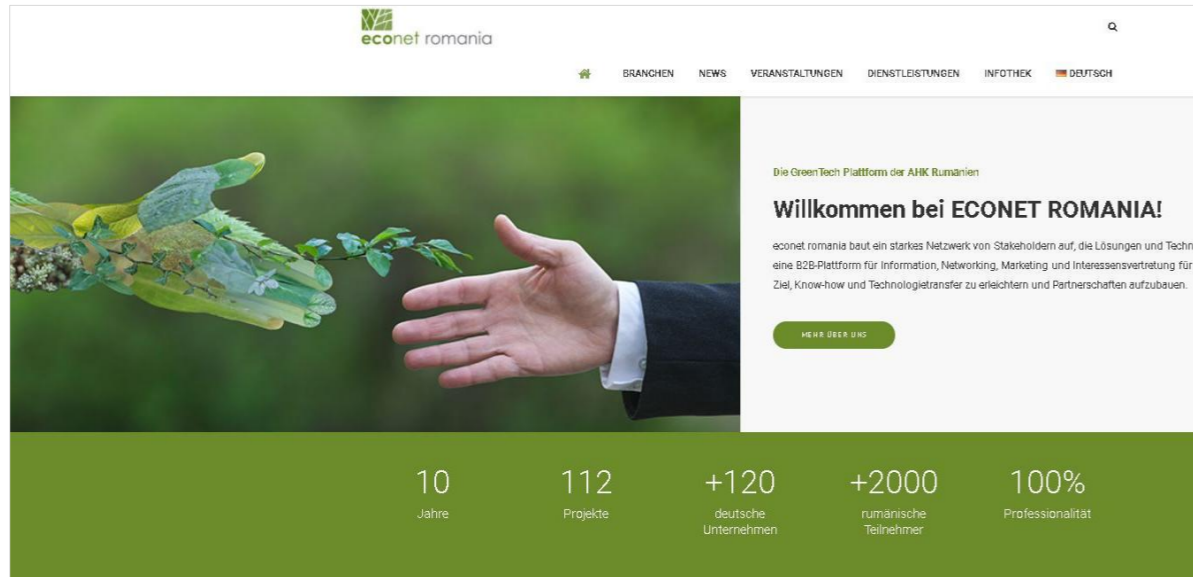 econet romania
BRANCHEN NEWS VERANSTALTUNGEN DIENSTLEISTUNGEN INFOTHEK DEUTSCH
Die GreenTech Plattform der AHK Rumänien
Willkommen bei ECONET ROMANIA!
econet romania baut ein starkes Netzwerk von Stakeholdern auf, die Lösungen und Techn
eine B2B-Plattform für Information, Networking, Marketing und Interessensvertretung für
Ziel, Know-how und Technologietransfer zu erleichtern und Partnerschaften aufzubauen.
MEHR ÜBER UNS
10 112 +120 +2000 100%
Jahre Projekte deutsche rumänische Professionalität
Unternehmen Teilnehmer